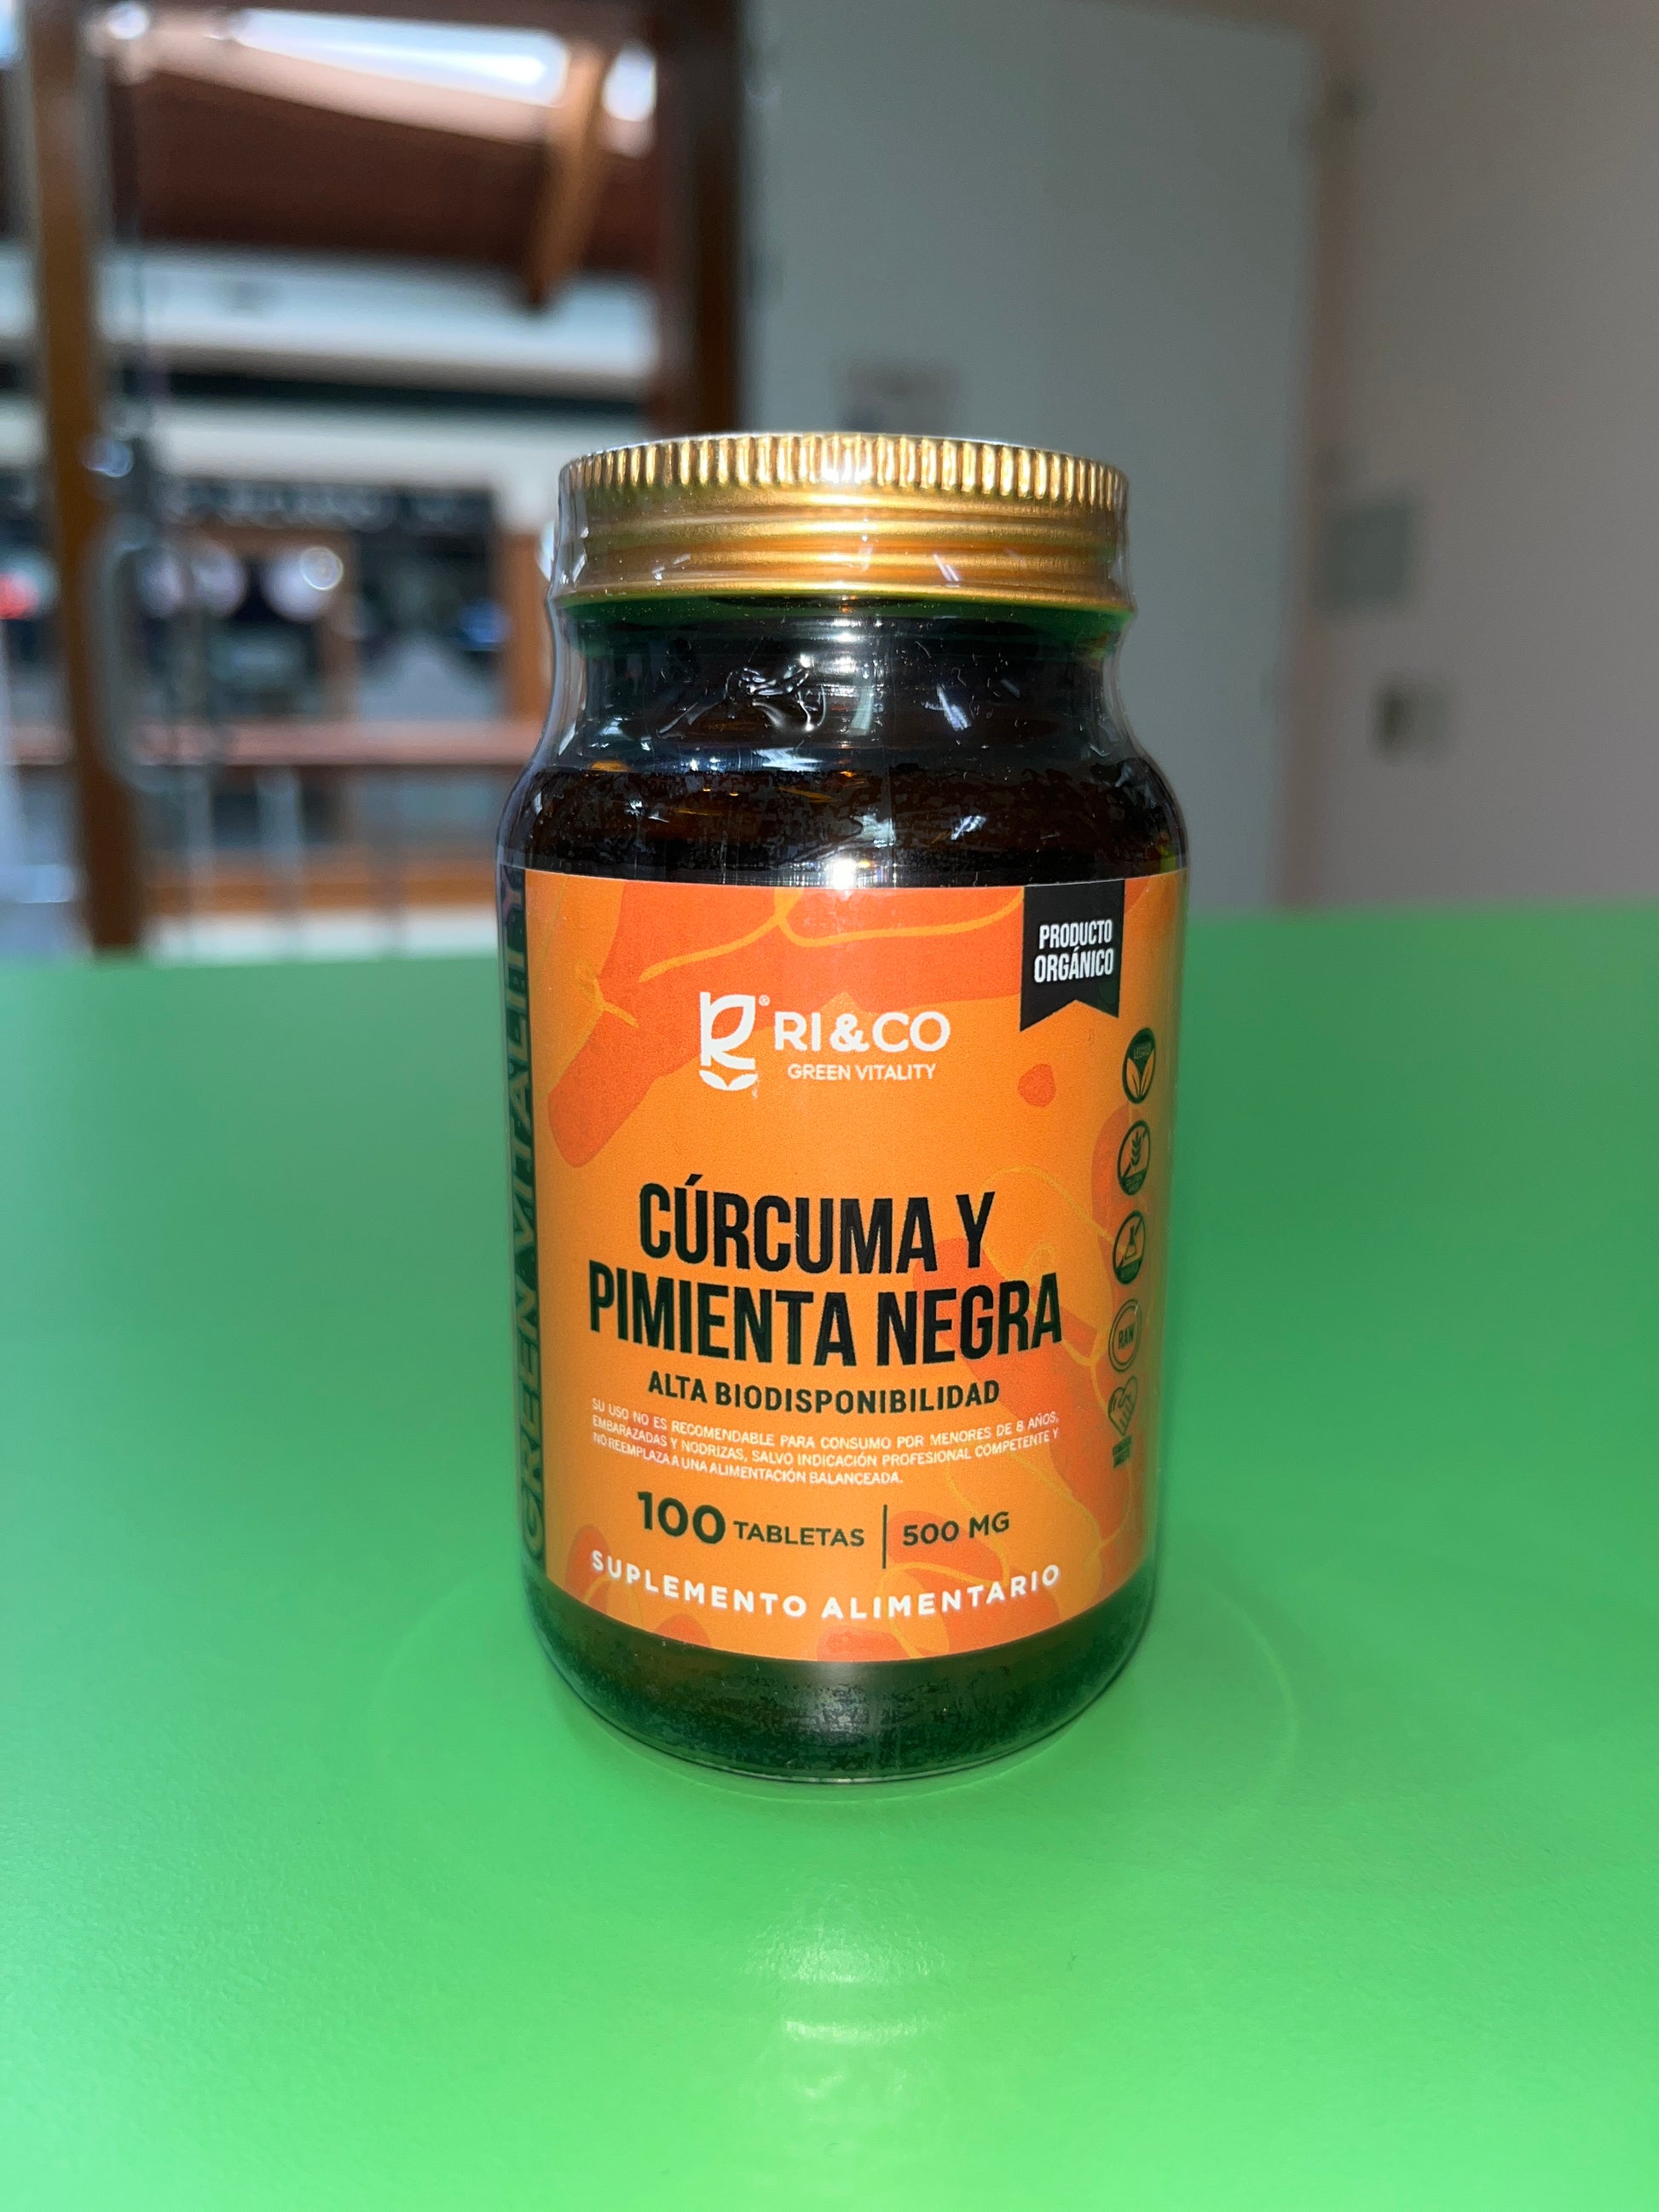 PRODUCTO
ORGÁNICO
RI&CO
GREEN VITALITY
GREEN VITALITY
CÚRCUMA Y
PIMIENTA NEGRA
ALTA BIODISPONIBILIDAD
SU USO NO ES RECOMENDABLE PARA CONSUMO POR MENORES DE 8 AÑOS,
EMBARAZADAS Y NODRIZAS, SALVO INDICACIÓN PROFESIONAL COMPETENTE Y
NO REEMPLAZA A UNA ALIMENTACIÓN BALANCEADA.
RAW
100 TABLETAS | 500 MG
SUPLEMENTO ALIMENTARIO